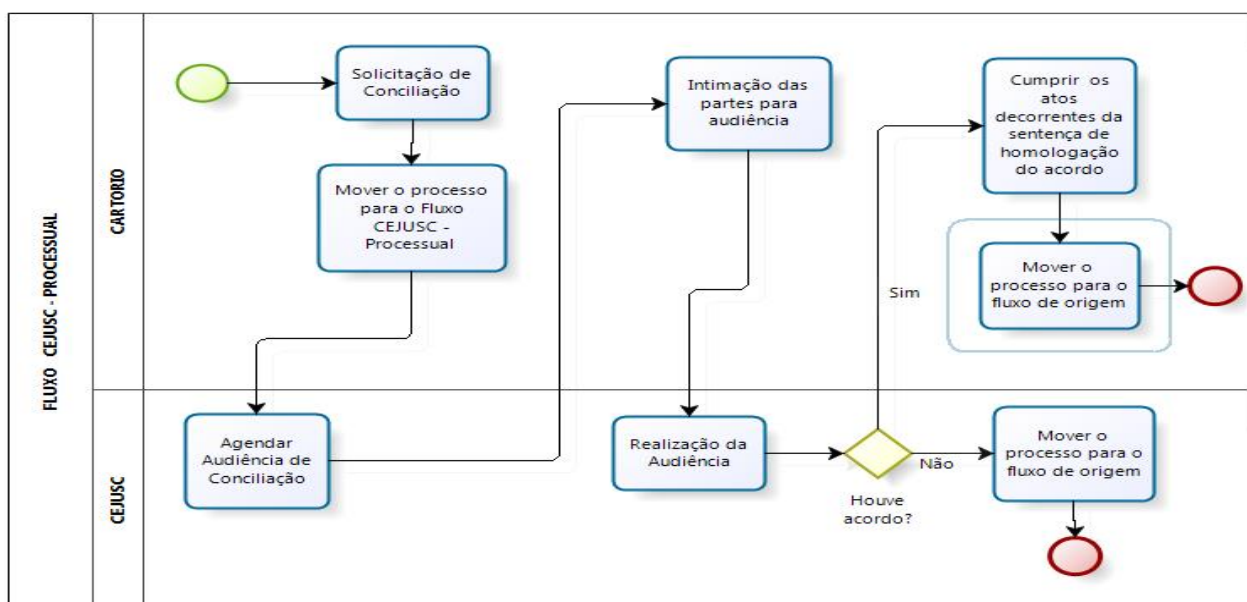 FLUXO CEJUSC - PROCESSUAL
CARTORIO
Solicitação de
Conciliação
Mover o processo
para o Fluxo
CEJUSC -
Processual
Intimação das
partes para
audiência
Cumprir os
atos
decorrentes da
sentença de
homologação
do acordo
Mover o
processo para o
fluxo de origem
Sim
CEJUSC
Agendar
Audiência de
Conciliação
Realização da
Audiência
Houve
acordo?
Não
Mover o
processo para o
fluxo de origem